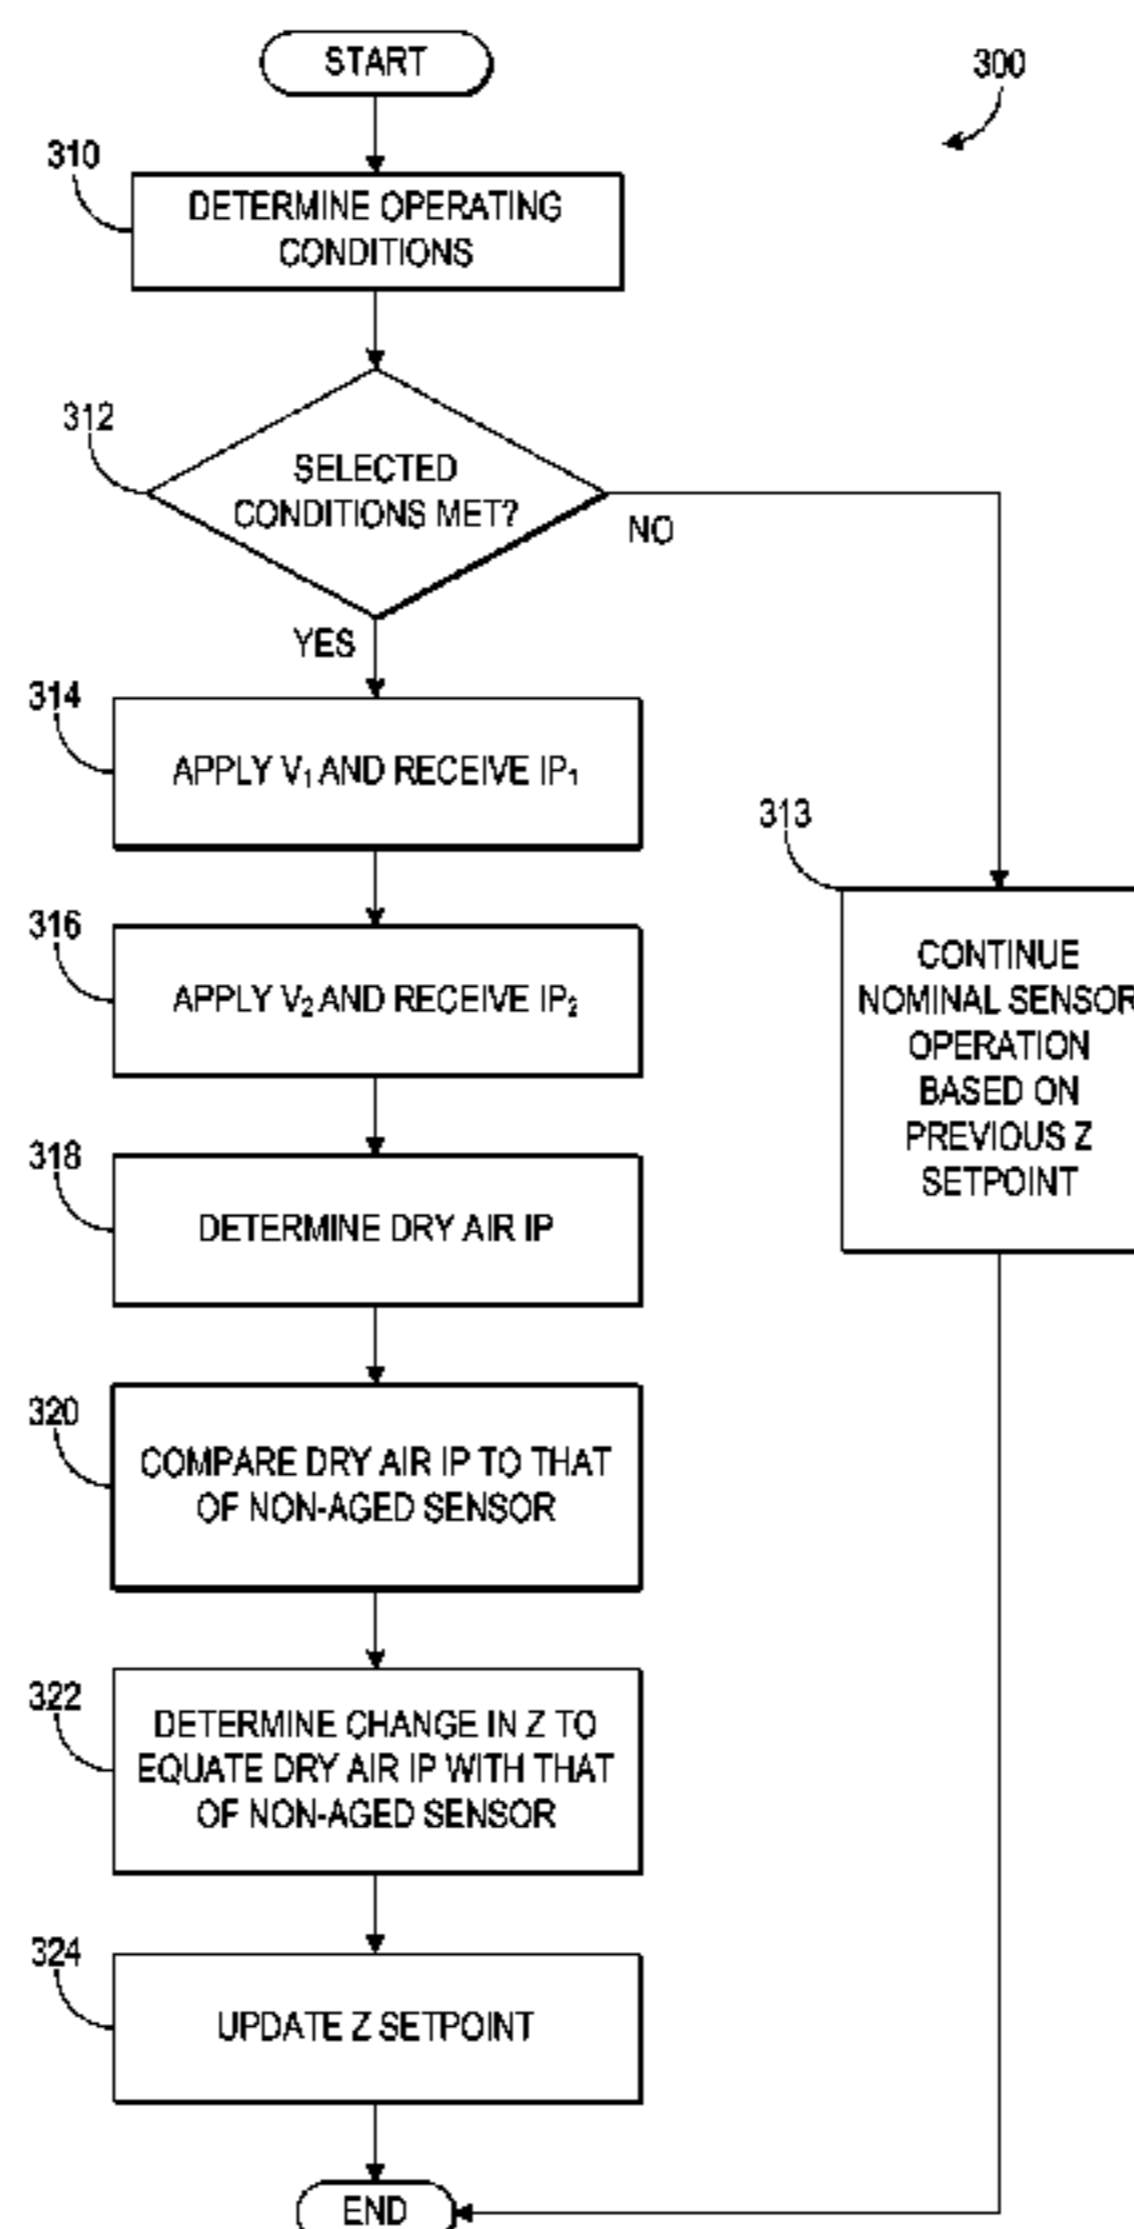 START
300
310
DETERMINE OPERATING
CONDITIONS
312
SELECTED
CONDITIONS MET?
NO
YES
314
APPLY V₁ AND RECEIVE IP₁
313
CONTINUE
NOMINAL SENSOR
OPERATION
BASED ON
PREVIOUS Z
SETPOINT
316
APPLY V₂ AND RECEIVE IP₂
318
DETERMINE DRY AIR IP
320
COMPARE DRY AIR IP TO THAT
OF NON-AGED SENSOR
322
DETERMINE CHANGE IN Z TO
EQUATE DRY AIR IP WITH THAT
OF NON-AGED SENSOR
324
UPDATE Z SETPOINT
END